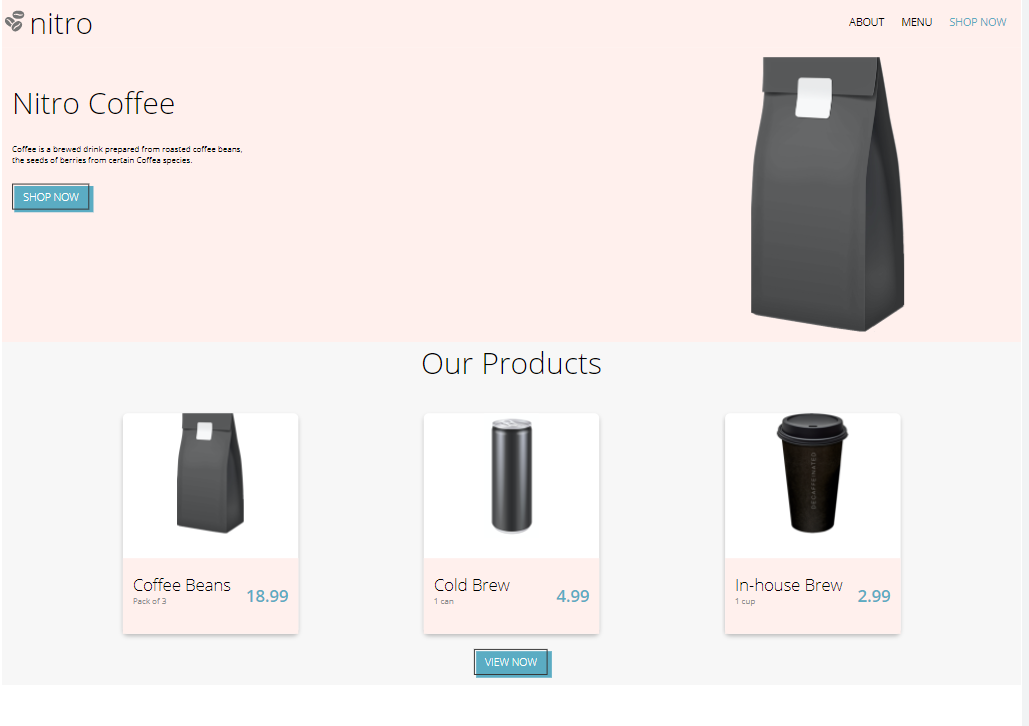 nitro
ABOUT MENU SHOP NOW
Nitro Coffee
Coffee is a brewed drink prepared from roasted coffee beans,
the seeds of berries from certain Coffea species.
SHOP NOW
Our Products
DECAFFEINATED
Coffee Beans
Pack of 3
18.99
Cold Brew
1 can
4.99
In-house Brew
1 cup
2.99
VIEW NOW